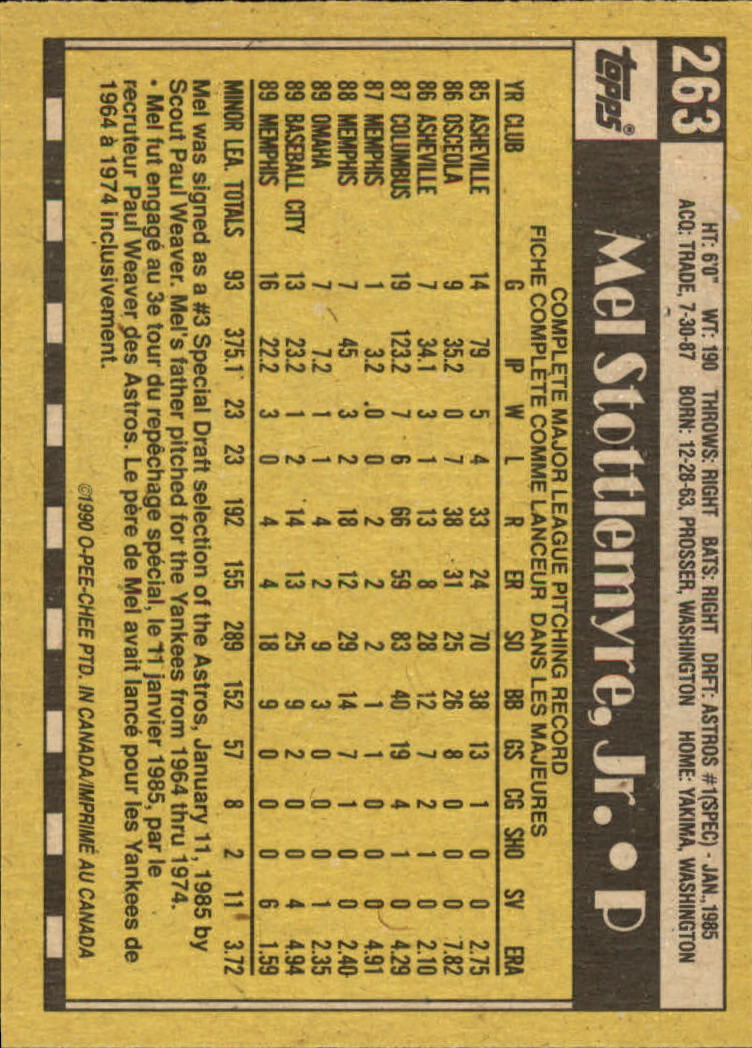 263
HT: 6'0" WT: 190 THROWS: RIGHT BATS: RIGHT DRFT: ASTROS #1(SPEC) - JAN., 1985
ACQ: TRADE, 7-30-87 BORN: 12-28-63, PROSSER, WASHINGTON HOME: YAKIMA, WASHINGTON
topps®
Mel Stottlemyre, Jr. • P
COMPLETE MAJOR LEAGUE PITCHING RECORD
FICHE COMPLÈTE COMME LANCEUR DANS LES MAJEURES
YR CLUB G IP W L R ER SO BB GS CG SHO SV ERA
85 ASHEVILLE 14 79 5 4 33 24 70 38 13 1 0 0 2.75
86 OSCEOLA 9 35.2 0 7 38 31 25 26 8 0 0 0 7.82
86 ASHEVILLE 7 34.1 3 1 13 8 28 12 7 2 1 0 2.10
87 COLUMBUS 19 123.2 7 6 66 59 83 40 19 4 1 0 4.29
87 MEMPHIS 1 3.2 0 0 2 2 2 1 1 0 0 0 4.91
88 MEMPHIS 7 45 3 2 18 12 29 14 7 1 0 0 2.40
89 OMAHA 7 7.2 1 1 4 2 9 3 0 0 0 1 2.35
89 BASEBALL CITY 13 23.2 1 2 14 13 25 9 2 0 0 4 4.94
89 MEMPHIS 16 22.2 3 0 4 4 18 9 0 0 0 6 1.59
MINOR LEA. TOTALS 93 375.1 23 23 192 155 289 152 57 8 2 11 3.72
Mel was signed as a #3 Special Draft selection of the Astros, January 11, 1985 by
Scout Paul Weaver. Mel's father pitched for the Yankees from 1964 thru 1974.
• Mel fut engagé au 3e tour du repêchage spécial, le 11 janvier 1985, par le
recruteur Paul Weaver des Astros. Le père de Mel avait lancé pour les Yankees de
1964 à 1974 inclusivement.
©1990 O-PEE-CHEE PTD. IN CANADA/IMPRIMÉ AU CANADA